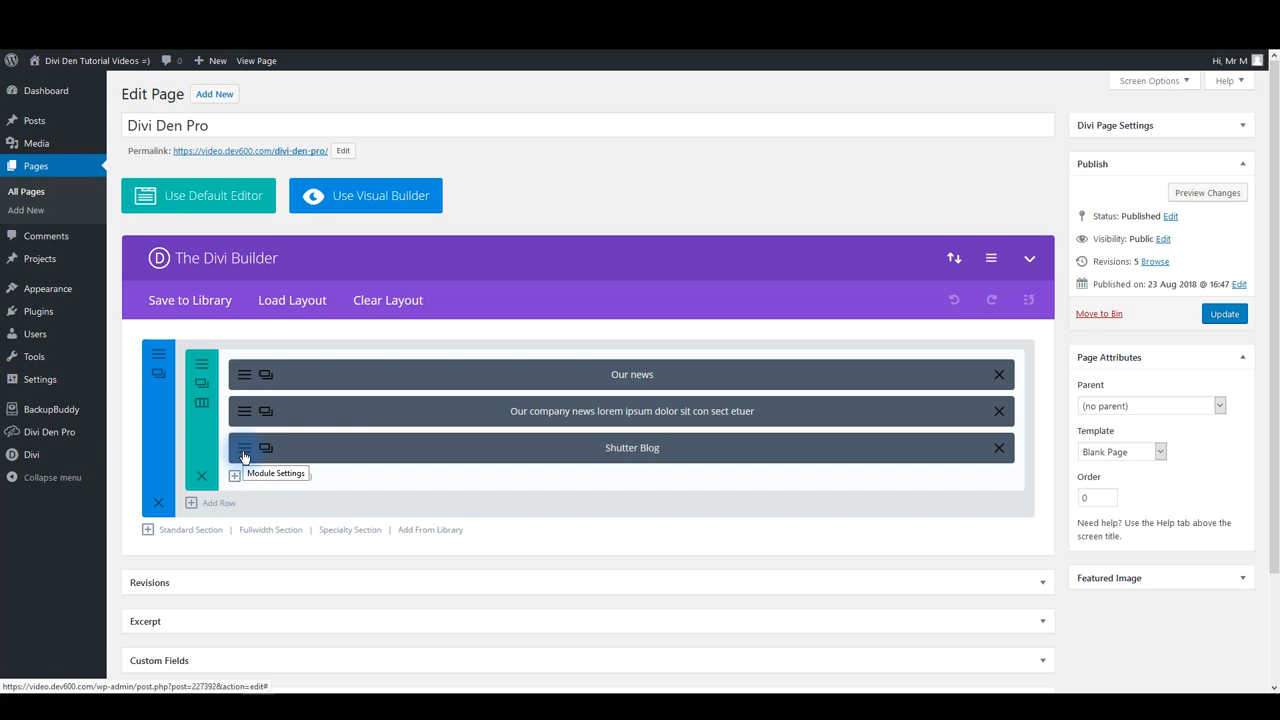 Divi Den Tutorial Videos =) 0 New View Page Hi, Mr M
Screen Options Help
Dashboard
Posts
Media
Pages
All Pages
Add New
Comments
Projects
Appearance
Plugins
Users
Tools
Settings
BackupBuddy
Divi Den Pro
Divi
Collapse menu
Edit Page Add New
Divi Den Pro
Permalink: https://video.dev600.com/divi-den-pro/ Edit
Use Default Editor Use Visual Builder
D The Divi Builder
Save to Library Load Layout Clear Layout
Our news
Our company news lorem ipsum dolor sit con sect etuer
Shutter Blog
Module Settings
Add Row
Standard Section | Fullwidth Section | Specialty Section | Add From Library
Revisions
Excerpt
Custom Fields
Divi Page Settings
Publish
Preview Changes
Status: Published Edit
Visibility: Public Edit
Revisions: 5 Browse
Published on: 23 Aug 2018 @ 16:47 Edit
Move to Bin Update
Page Attributes
Parent
(no parent)
Template
Blank Page
Order
0
Need help? Use the Help tab above the
screen title.
Featured Image
https://video.dev600.com/wp-admin/post.php?post=227392&action=edit#